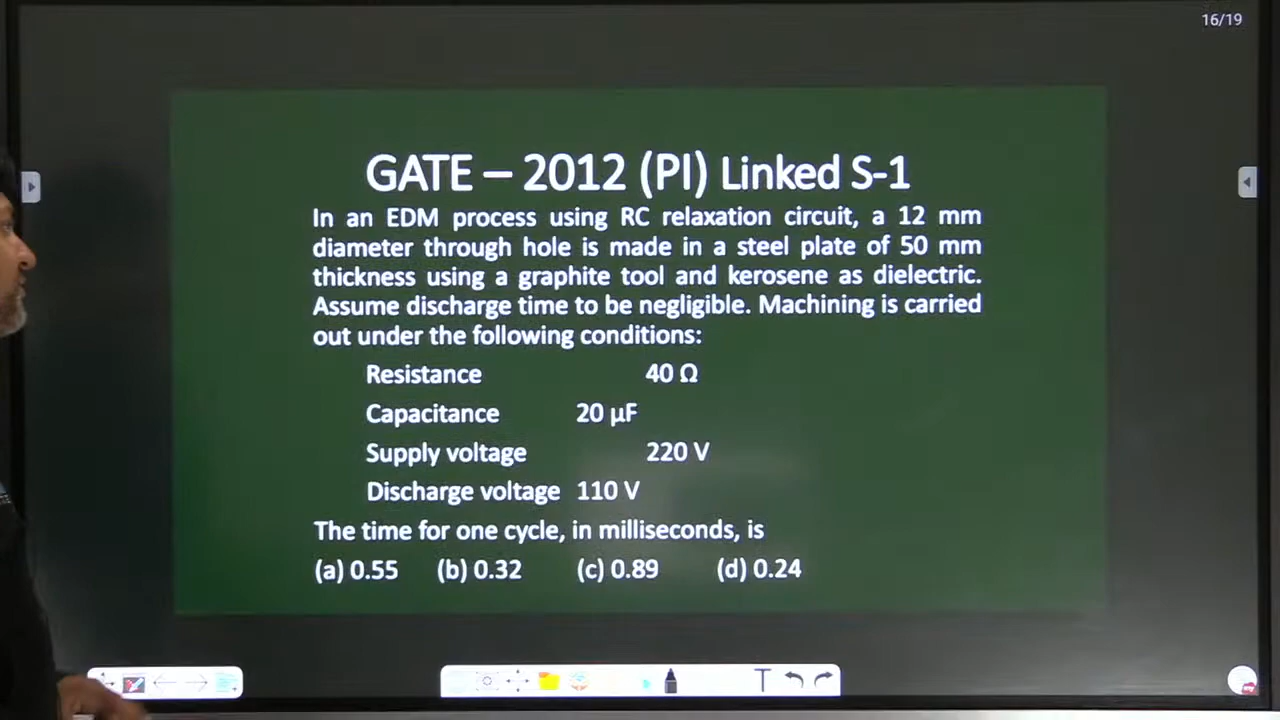 16/19
GATE – 2012 (PI) Linked S-1
In an EDM process using RC relaxation circuit, a 12 mm
diameter through hole is made in a steel plate of 50 mm
thickness using a graphite tool and kerosene as dielectric.
Assume discharge time to be negligible. Machining is carried
out under the following conditions:
Resistance 40 Ω
Capacitance 20 μF
Supply voltage 220 V
Discharge voltage 110 V
The time for one cycle, in milliseconds, is
(a) 0.55 (b) 0.32 (c) 0.89 (d) 0.24
T